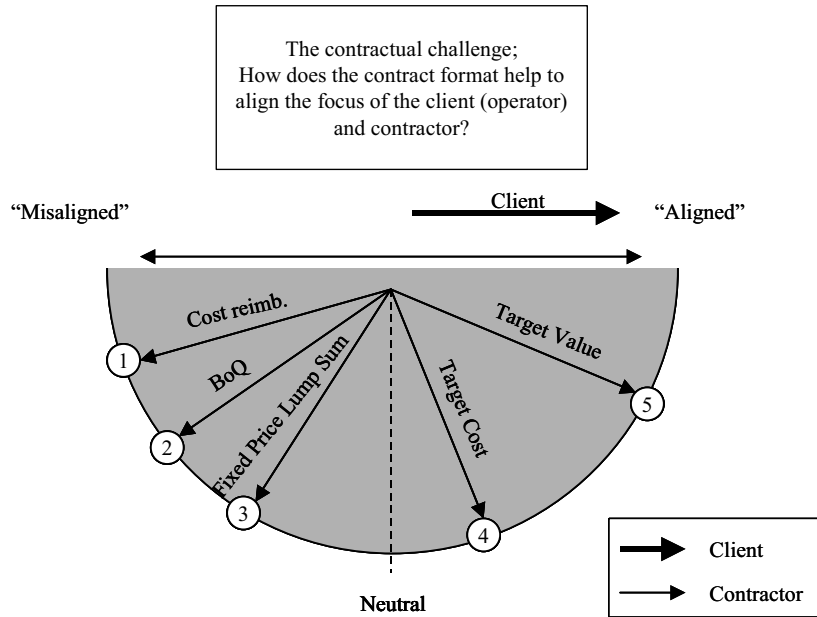 The contractual challenge;
How does the contract format help to
align the focus of the client (operator)
and contractor?
“Misaligned”
Client
“Aligned”
Cost reimb.
BoQ
Fixed Price Lump Sum
Target Cost
Target Value
1
2
3
4
5
Neutral
Client
Contractor